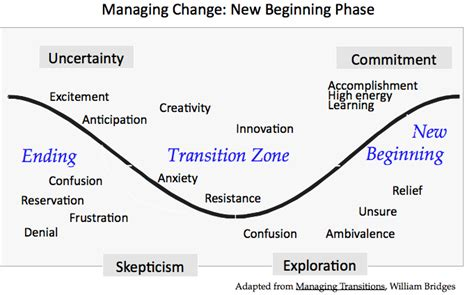 Managing Change: New Beginning Phase
Uncertainty
Commitment
Excitement
Anticipation
Creativity
Innovation
Accomplishment
High energy
Learning
Ending
Transition Zone
New
Beginning
Confusion
Anxiety
Reservation
Frustration
Denial
Resistance
Relief
Unsure
Confusion
Ambivalence
Skepticism
Exploration
Adapted from Managing Transitions, William Bridges